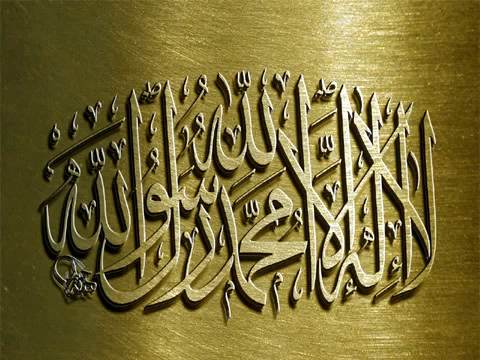 لا إله إلا الله محمد رسول الله